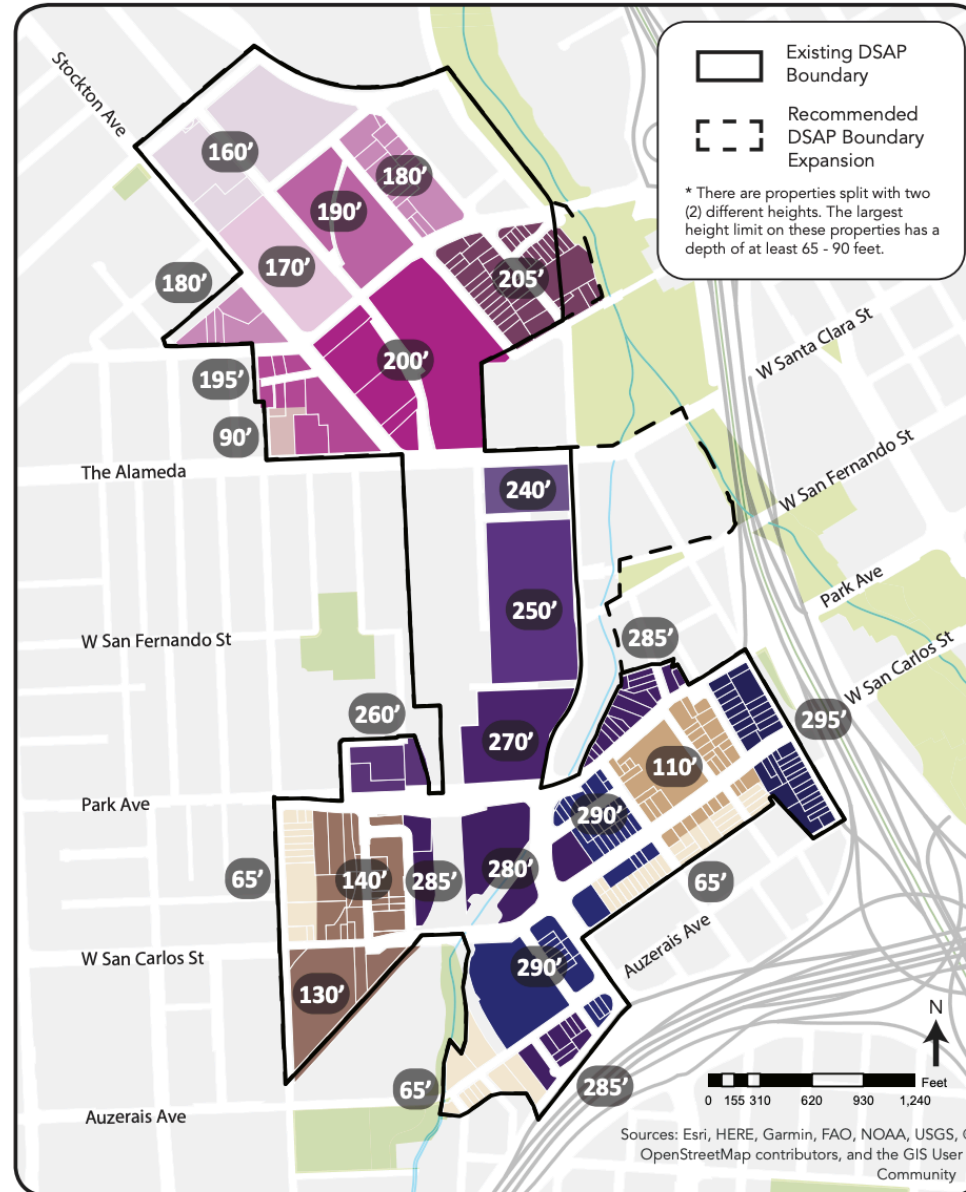 Existing DSAP
Boundary
Recommended
DSAP Boundary
Expansion
* There are properties split with two
(2) different heights. The largest
height limit on these properties has a
depth of at least 65 - 90 feet.
Stockton Ave
160’
180’
190’
170’
180’
205’
W Santa Clara St
200’
195’
90’
The Alameda
W San Fernando St
240’
Park Ave
250’
W San Fernando St
285’
W San Carlos St
260’
295’
270’
110’
Park Ave
290’
65’
140’
285’
280’
65’
Auzerais Ave
W San Carlos St
290’
130’
N
65’
285’
Auzerais Ave
Feet
0 155 310 620 930 1,240
Sources: Esri, HERE, Garmin, FAO, NOAA, USGS,
OpenStreetMap contributors, and the GIS User
Community